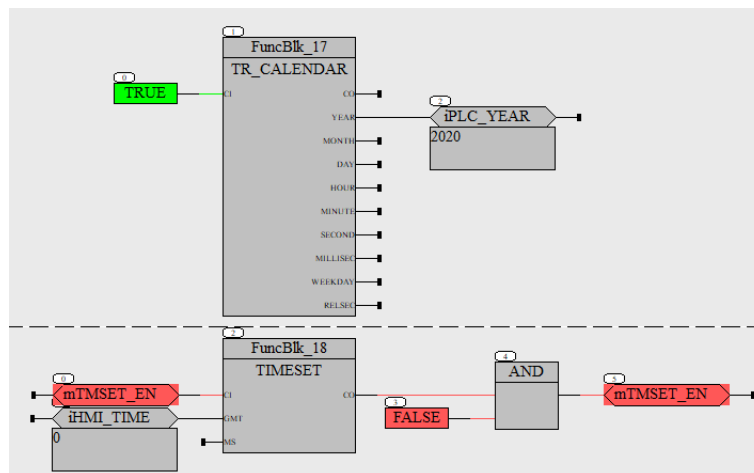 1
FuncBlk_17
TR_CALENDAR
0
TRUE
CI
CO
YEAR
2
iPLC_YEAR
2020
MONTH
DAY
HOUR
MINUTE
SECOND
MILLISEC
WEEKDAY
RELSEC
2
FuncBlk_18
TIMESET
0
mTMSET_EN
CI
CO
iHMI_TIME
GMT
0
MS
3
FALSE
4
AND
5
mTMSET_EN